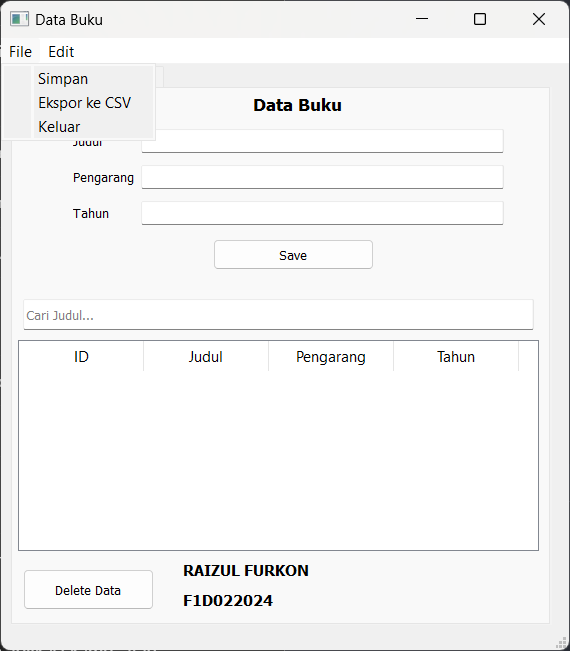 Data Buku
File Edit
Simpan
Ekspor ke CSV
Keluar
Data Buku
Judul
Pengarang
Tahun
Save
Cari Judul...
ID Judul Pengarang Tahun
Delete Data
RAIZUL FURKON
F1D022024